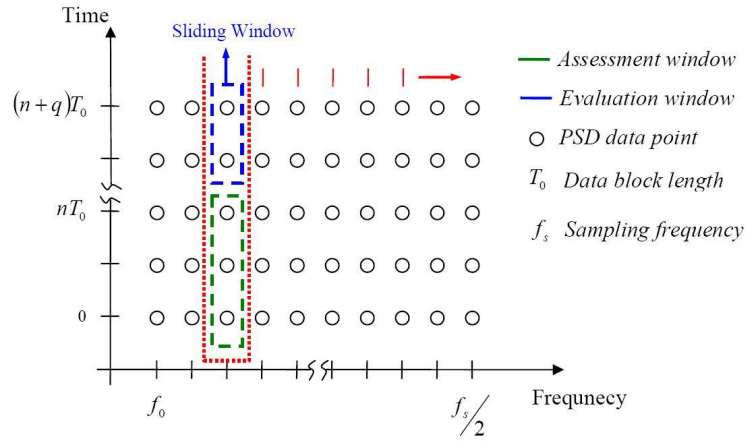 Time
Sliding Window
(n+q)T₀
nT₀
0
f₀
fₛ/2
Frequnecy
Assessment window
Evaluation window
PSD data point
T₀ Data block length
fₛ Sampling frequency